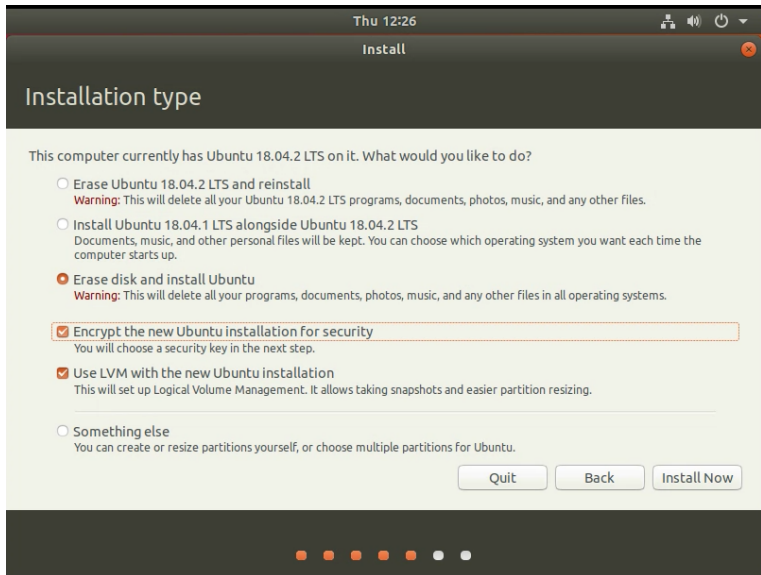 Thu 12:26
Install
Installation type
This computer currently has Ubuntu 18.04.2 LTS on it. What would you like to do?
Erase Ubuntu 18.04.2 LTS and reinstall
Warning: This will delete all your Ubuntu 18.04.2 LTS programs, documents, photos, music, and any other files.
Install Ubuntu 18.04.1 LTS alongside Ubuntu 18.04.2 LTS
Documents, music, and other personal files will be kept. You can choose which operating system you want each time the
computer starts up.
Erase disk and install Ubuntu
Warning: This will delete all your programs, documents, photos, music, and any other files in all operating systems.
Encrypt the new Ubuntu installation for security
You will choose a security key in the next step.
Use LVM with the new Ubuntu installation
This will set up Logical Volume Management. It allows taking snapshots and easier partition resizing.
Something else
You can create or resize partitions yourself, or choose multiple partitions for Ubuntu.
Quit Back Install Now